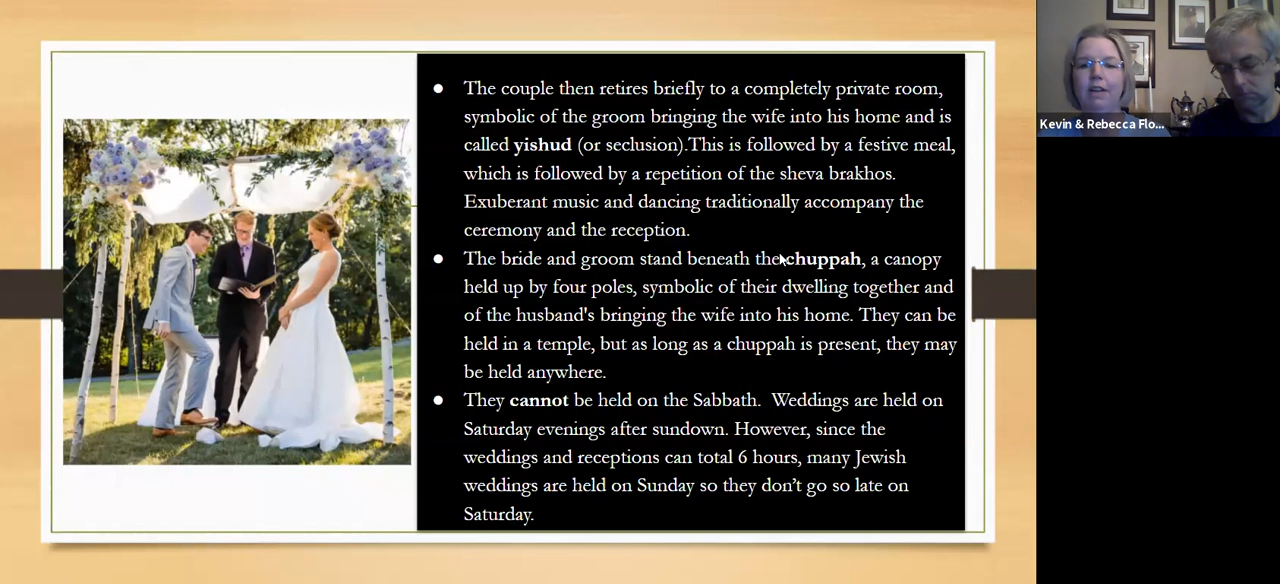 ● The couple then retires briefly to a completely private room,
symbolic of the groom bringing the wife into his home and is
called yishud (or seclusion).This is followed by a festive meal,
which is followed by a repetition of the sheva brakhos.
Exuberant music and dancing traditionally accompany the
ceremony and the reception.
● The bride and groom stand beneath the chuppah, a canopy
held up by four poles, symbolic of their dwelling together and
of the husband's bringing the wife into his home. They can be
held in a temple, but as long as a chuppah is present, they may
be held anywhere.
● They cannot be held on the Sabbath.  Weddings are held on
Saturday evenings after sundown. However, since the
weddings and receptions can total 6 hours, many Jewish
weddings are held on Sunday so they don’t go so late on
Saturday.
Kevin & Rebecca Flo...